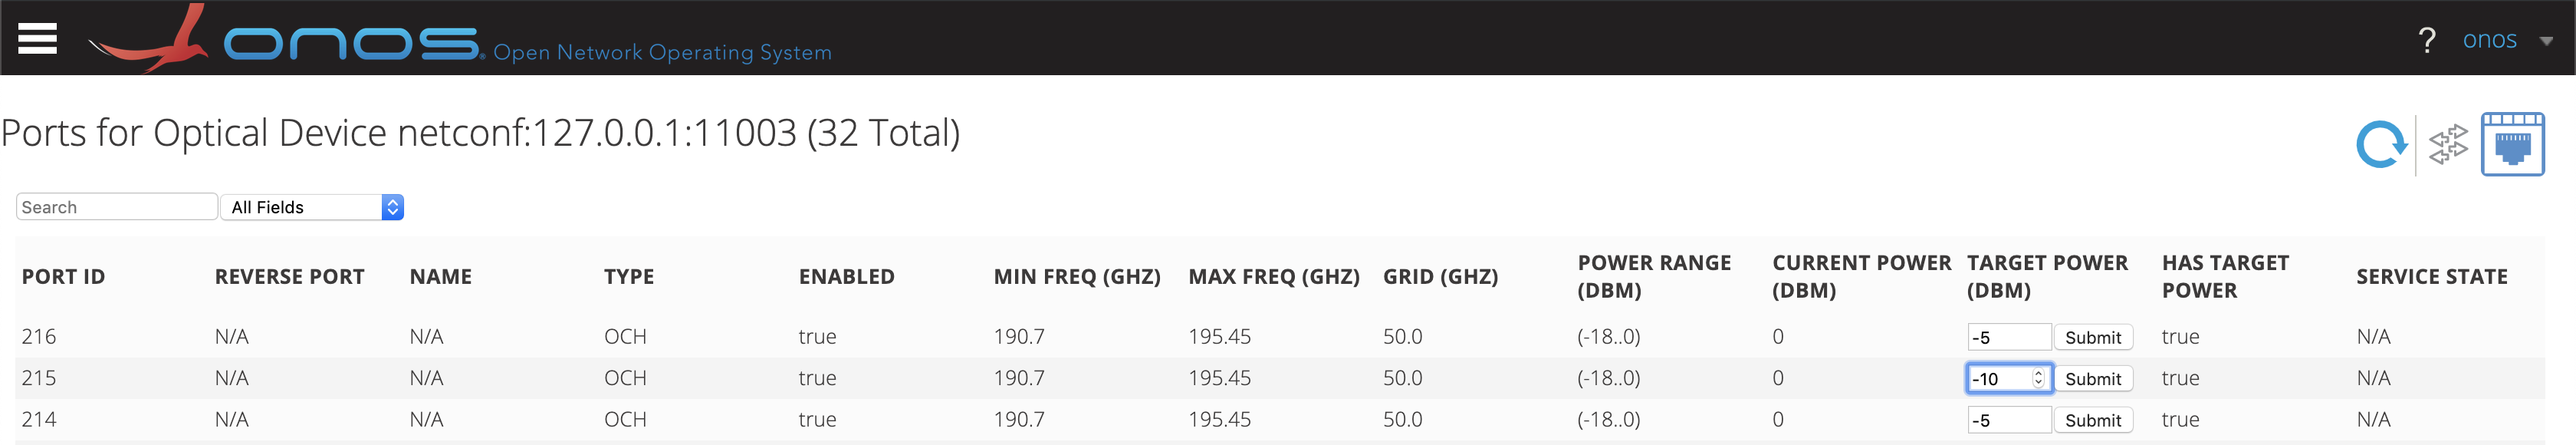 onos® Open Network Operating System ? onos
Ports for Optical Device netconf:127.0.0.1:11003 (32 Total)
Search All Fields
PORT ID REVERSE PORT NAME TYPE ENABLED MIN FREQ (GHZ) MAX FREQ (GHZ) GRID (GHZ) POWER RANGE (DBM) CURRENT POWER (DBM) TARGET POWER (DBM) HAS TARGET POWER SERVICE STATE
216 N/A N/A OCH true 190.7 195.45 50.0 (-18..0) 0 -5 Submit true N/A
215 N/A N/A OCH true 190.7 195.45 50.0 (-18..0) 0 -10 Submit true N/A
214 N/A N/A OCH true 190.7 195.45 50.0 (-18..0) 0 -5 Submit true N/A